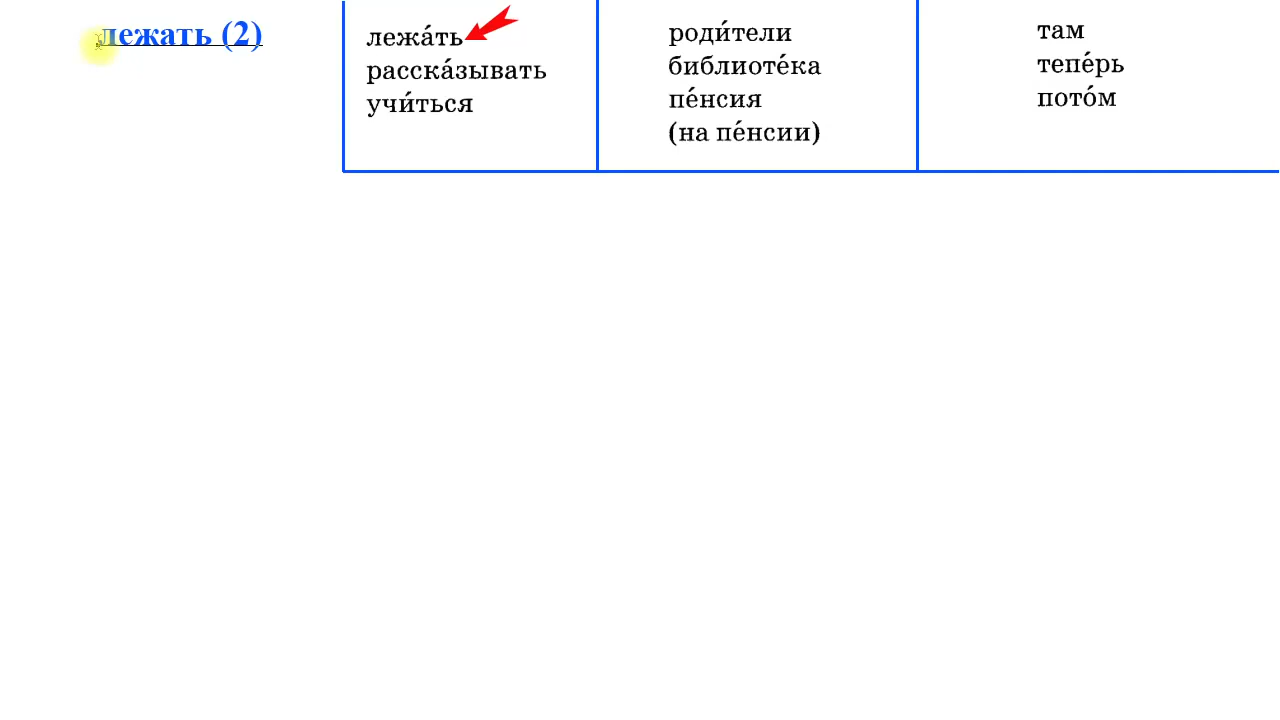 лежать (2)
лежа́ть
расска́зывать
учи́ться
роди́тели
библиоте́ка
пе́нсия
(на пе́нсии)
там
тепе́рь
пото́м